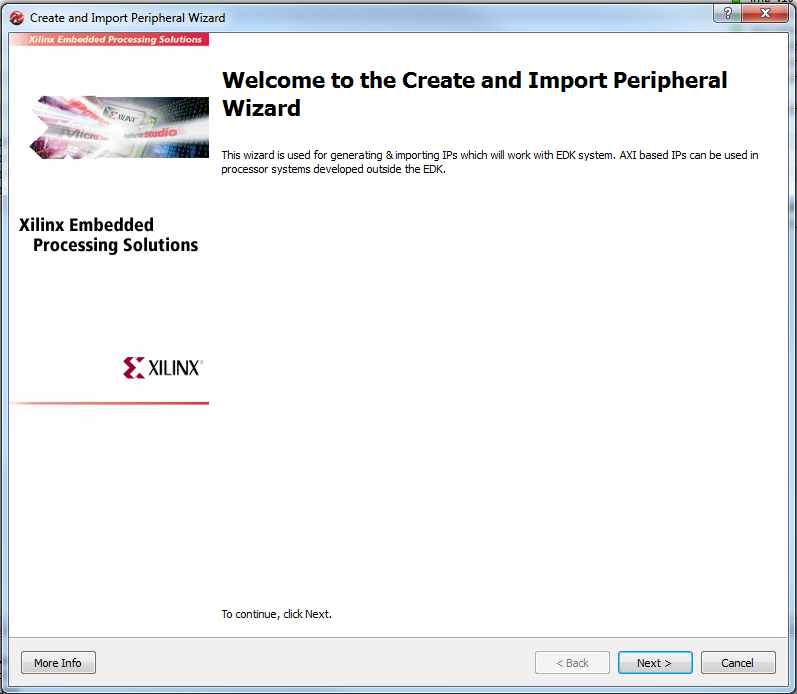 Create and Import Peripheral Wizard
?
Xilinx Embedded Processing Solutions
XILINX
Welcome to the Create and Import Peripheral
Wizard
This wizard is used for generating & importing IPs which will work with EDK system. AXI based IPs can be used in
processor systems developed outside the EDK.
Xilinx Embedded
Processing Solutions
XILINX
To continue, click Next.
More Info
< Back
Next >
Cancel